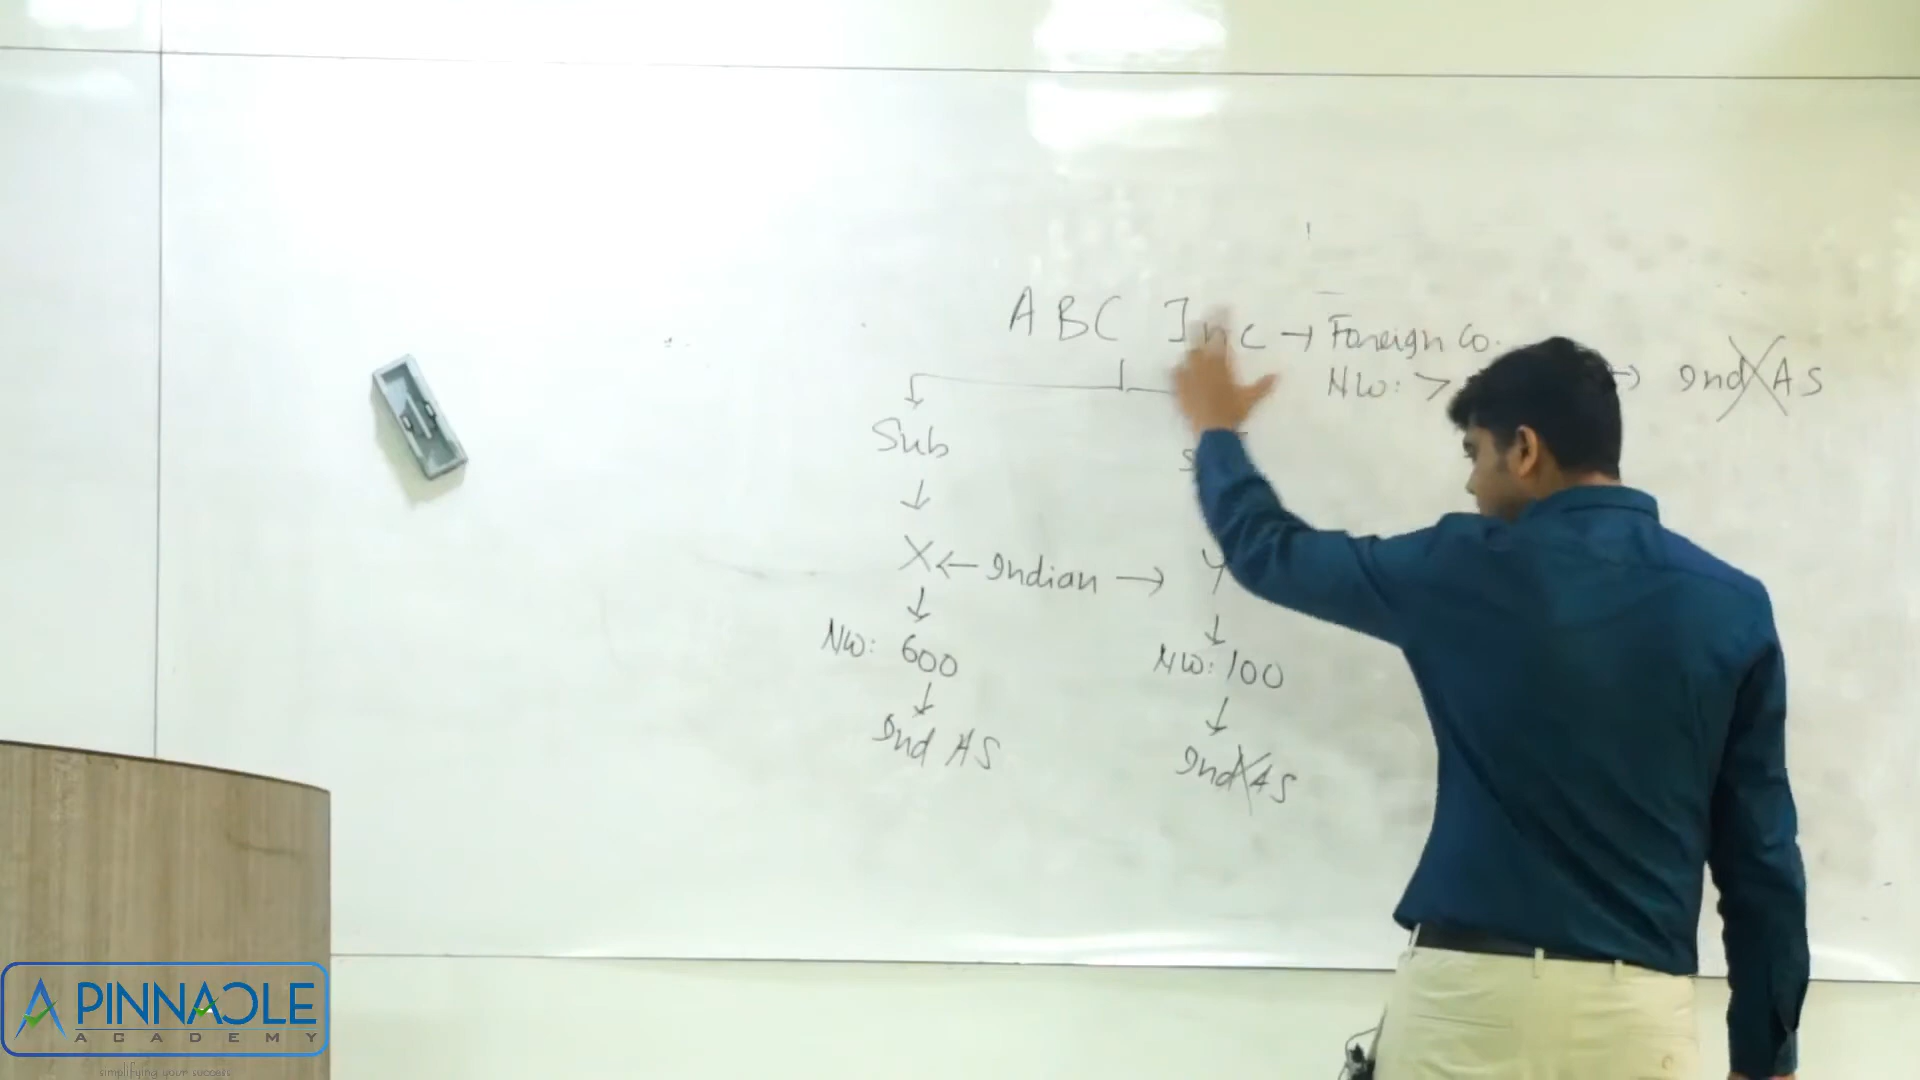 ABC Inc → Foreign Co.
NW: > → Ind AS
Sub
X ← Indian → Y
NW: 600
NW: 100
Ind AS
Ind AS
APINNACLE
ACADEMY
simplifying your success